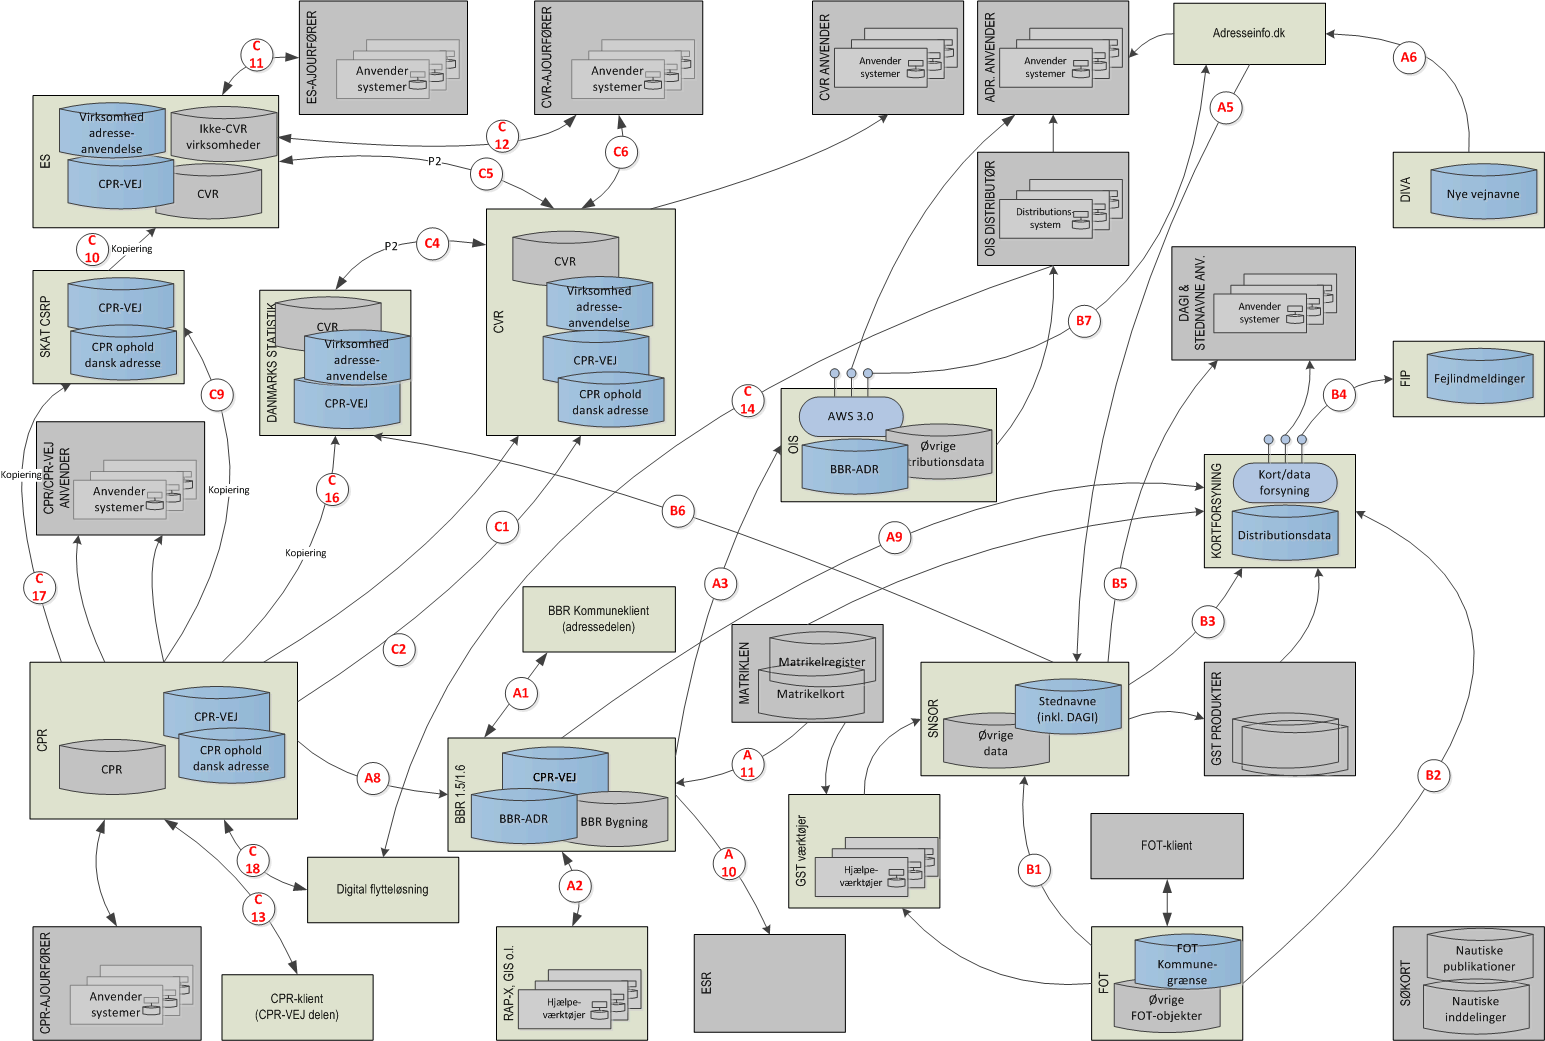 ES-AJOURFØRER
Anvender
systemer
CVR-AJOURFØRER
Anvender
systemer
CVR ANVENDER
Anvender
systemer
ADR. ANVENDER
Anvender
systemer
Adresseinfo.dk
C
11
A6
A5
ES
Virksomhed
adresse-
anvendelse
Ikke-CVR
virksomheder
CPR-VEJ
CVR
C
12
C6
P2
C5
OIS DISTRIBUTØR
Distributions-
system
DIVA
Nye vejnavne
C
10
Kopiering
P2
C4
CVR
CVR
Virksomhed
adresse-
anvendelse
CPR-VEJ
CPR ophold
dansk adresse
DAGI &
STEDNAVNE ANV.
Anvender
systemer
SKAT CSRP
CPR-VEJ
CPR ophold
dansk adresse
DANMARKS STATISTIK
CVR
Virksomhed
adresse-
anvendelse
CPR-VEJ
B7
FIP
Fejlindmeldinger
C9
C
14
B4
OIS
AWS 3.0
BBR-ADR
Øvrige
tributionsdata
CPR/CPR-VEJ
ANVENDER
Anvender
systemer
Kopiering
Kopiering
C
16
KORTFORSYNING
Kort/data
forsyning
Distributionsdata
B6
C1
A9
Kopiering
C
17
A3
B5
BBR Kommuneklient
(adressedelen)
B3
C2
MATRIKLEN
Matrikelregister
Matrikelkort
SNSOR
Stednavne
(inkl. DAGI)
Øvrige
data
GST PRODUKTER
CPR
CPR-VEJ
CPR ophold
dansk adresse
CPR
A1
A8
BBR 1.5/1.6
CPR-VEJ
BBR-ADR
BBR Bygning
A
11
B2
GST værktøjer
Hjælpe-
værktøjer
FOT-klient
C
18
A
10
B1
Digital flytteløsning
A2
C
13
CPR-AJOURFØRER
Anvender
systemer
CPR-klient
(CPR-VEJ delen)
RAP-X, GIS o.l.
Hjælpe-
værktøjer
ESR
FOT
FOT
Kommune-
grænse
Øvrige
FOT-objekter
SØKORT
Nautiske
publikationer
Nautiske
inddelinger